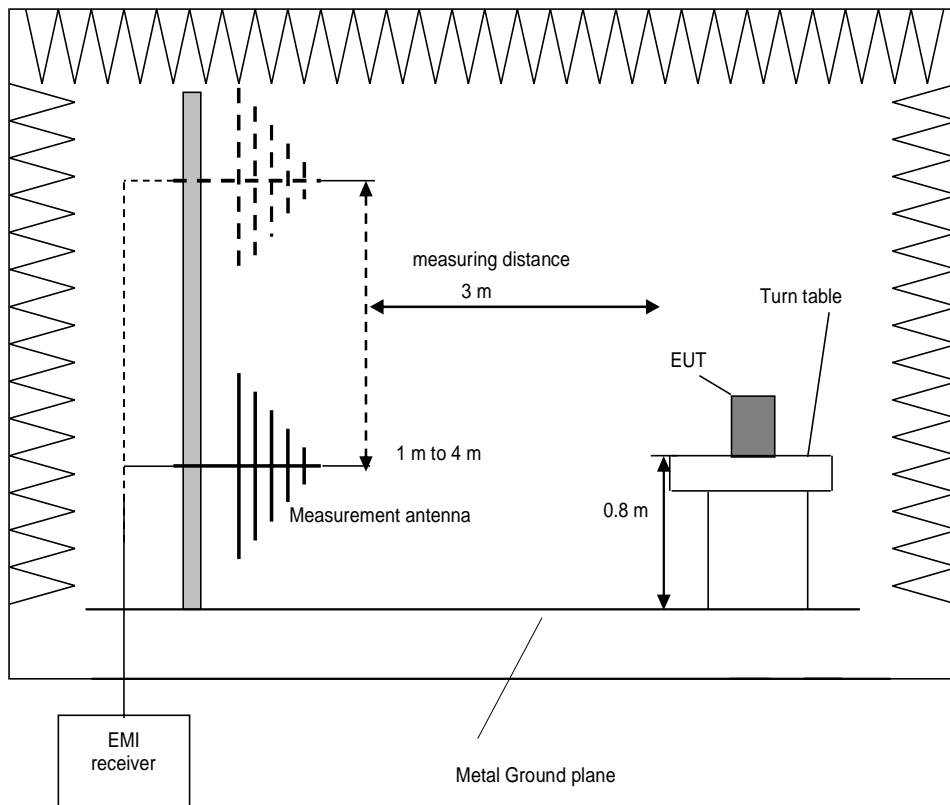 measuring distance
3 m
Turn table
EUT
1 m to 4 m
0.8 m
Measurement antenna
EMI
receiver
Metal Ground plane